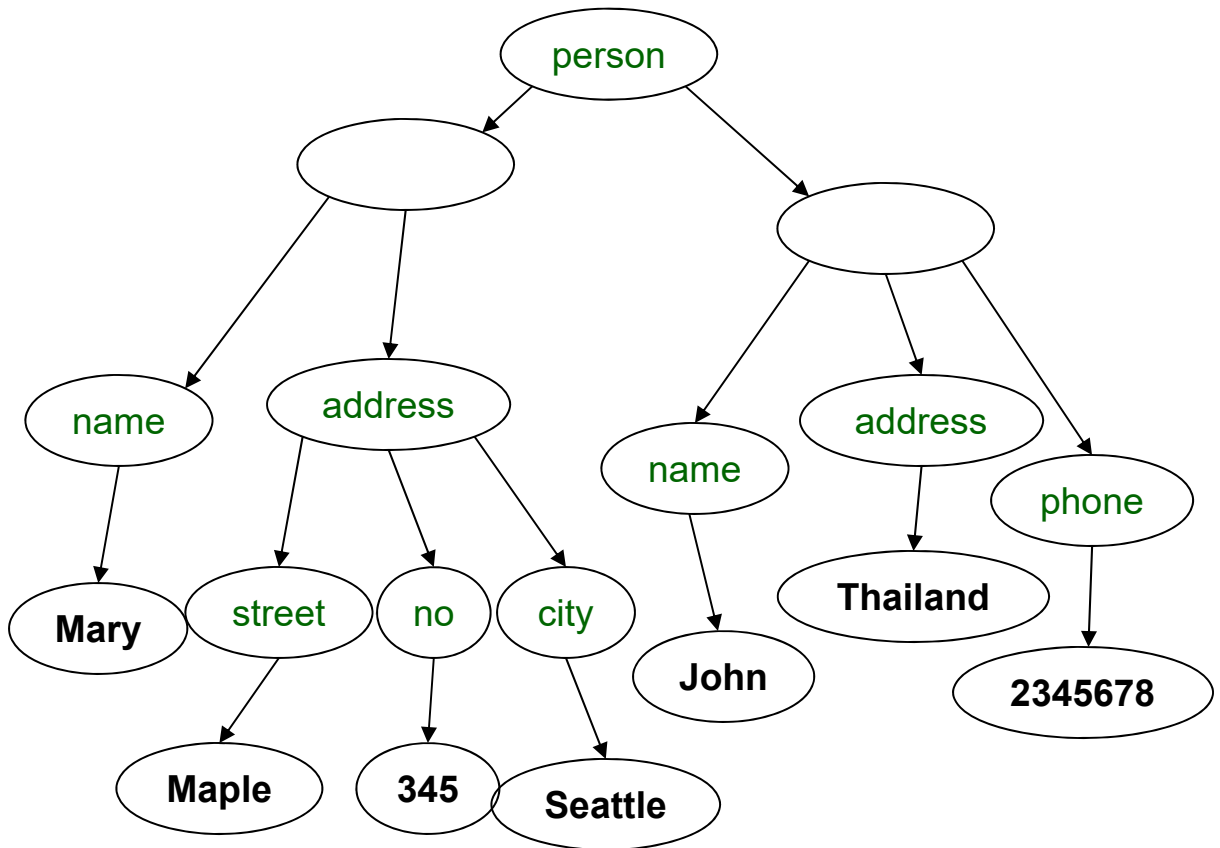 person
name
address
name
address
phone
Mary
street
no
city
John
Thailand
2345678
Maple
345
Seattle